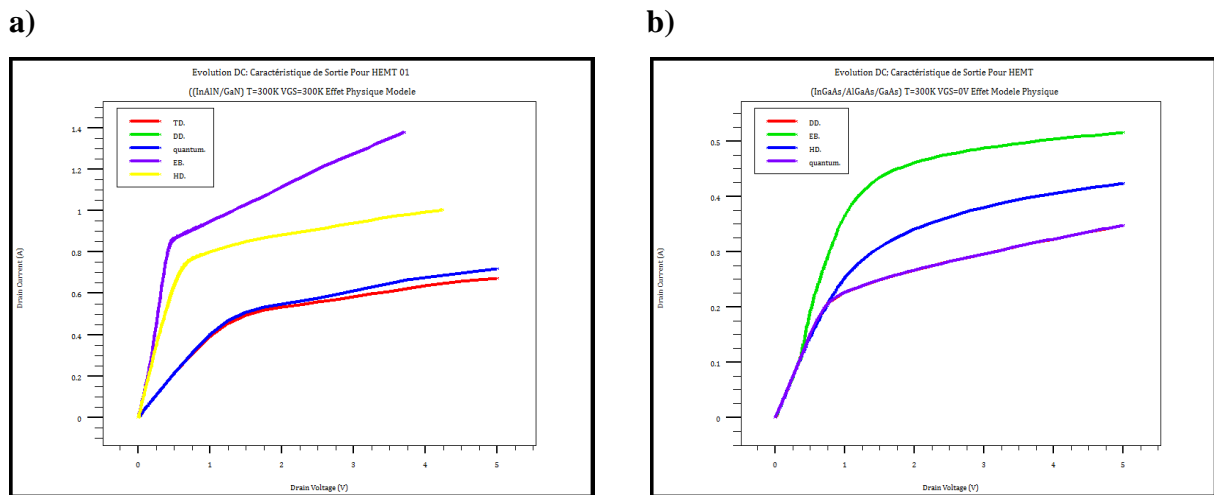 a)
b)
Evolution DC: Caractéristique de Sortie Pour HEMT 01
((InAlN/GaN) T=300K VGS=300K Effet Physique Modele
TD.
DD.
quantum.
EB.
HD.
Drain Current (A)
1.4
1.2
1
0.8
0.6
0.4
0.2
0
0
1
2
3
4
5
Drain Voltage (V)
Evolution DC: Caractéristique de Sortie Pour HEMT
(InGaAs/AlGaAs/GaAs) T=300K VGS=0V Effet Modele Physique
DD.
EB.
HD.
quantum.
Drain Current (A)
0.5
0.4
0.3
0.2
0.1
0
0
1
2
3
4
5
Drain Voltage (V)